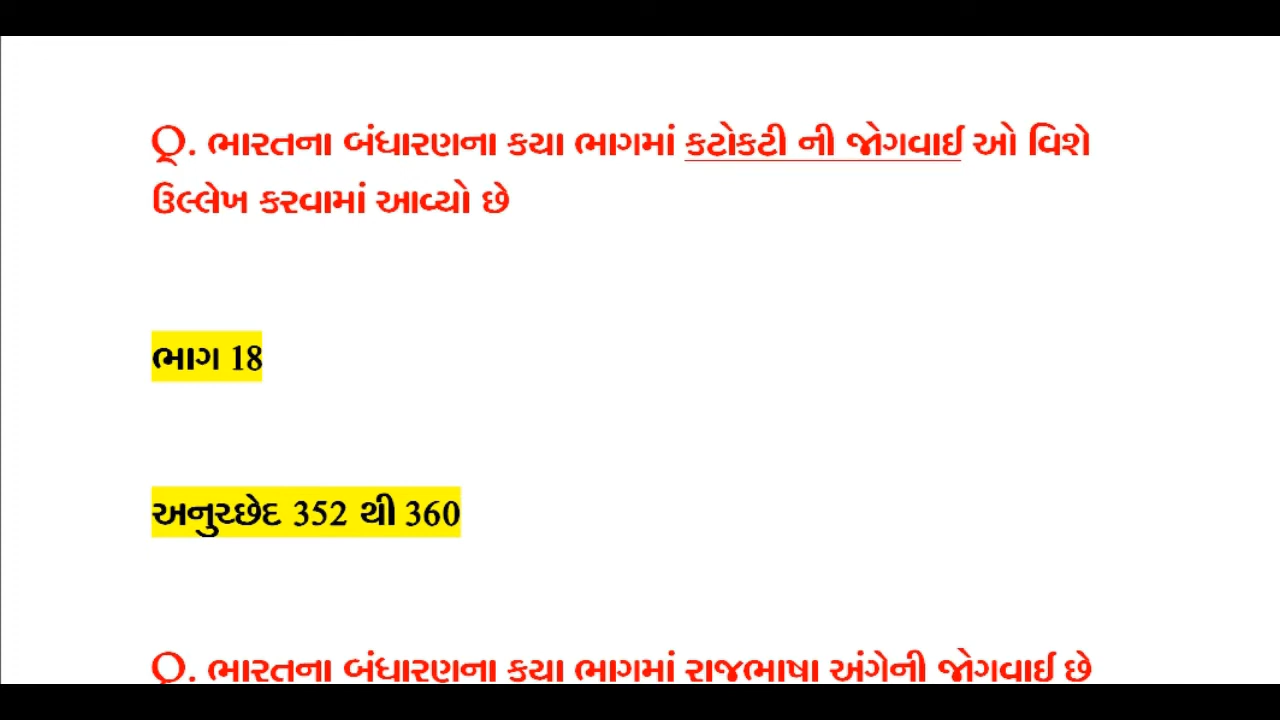 Q. ભારતના બંધારણના કયા ભાગમાં કટોકટી ની જોગવાઈ ઓ વિશે
ઉલ્લેખ કરવામાં આવ્યો છે
ભાગ 18
અનુચ્છેદ 352 થી 360
Q. ભારતના બંધારણના કયા ભાગમાં રાજભાષા અંગેની જોગવાઈ છે